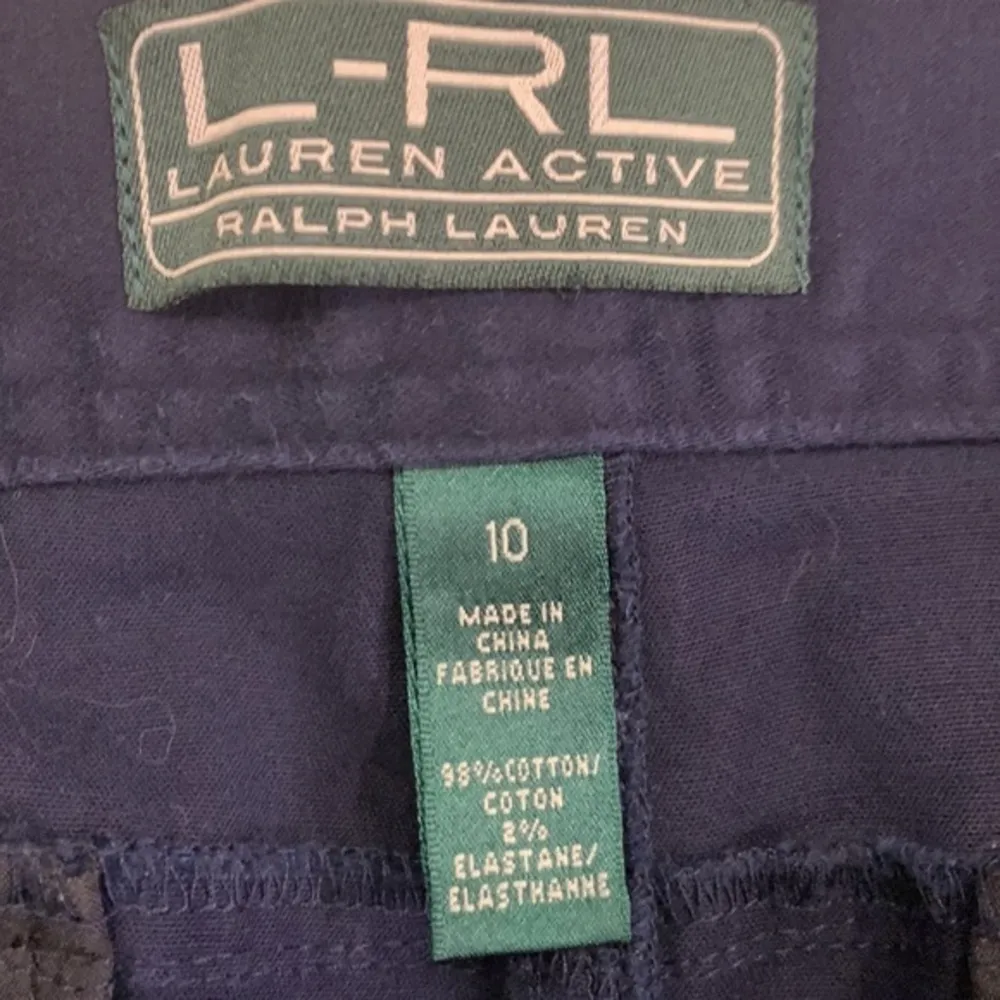 L-RL
LAUREN ACTIVE
RALPH LAUREN
10
MADE IN
CHINA
FABRIQUE EN
CHINE
98% COTTON/
COTON
2%
ELASTANE/
ELASTHANNE